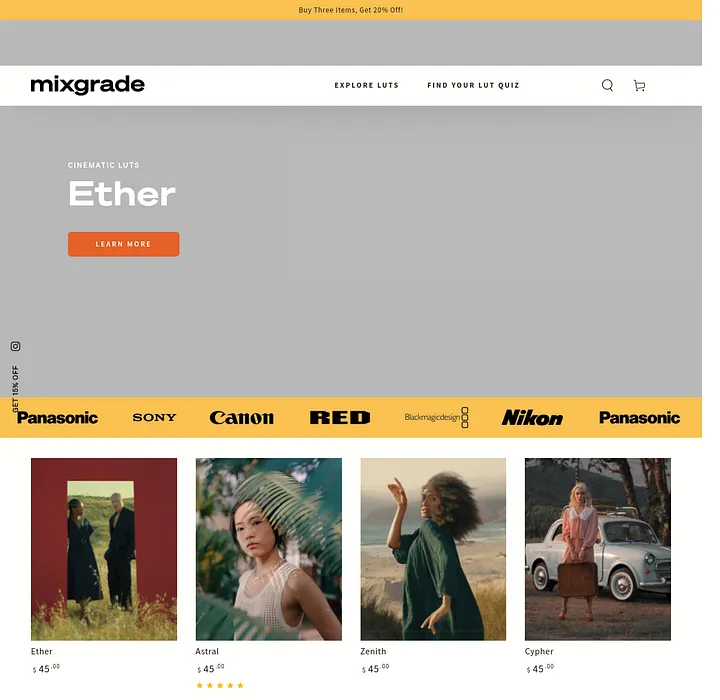 Buy Three Items, Get 20% Off!
mixgrade
EXPLORE LUTS
FIND YOUR LUT QUIZ
CINEMATIC LUTS
Ether
LEARN MORE
GET 15% OFF
Panasonic
SONY
Canon
RED
Blackmagicdesign
Nikon
Panasonic
Ether
Astral
Zenith
Cypher
$ 45.00
$ 45.00
$ 45.00
$ 45.00